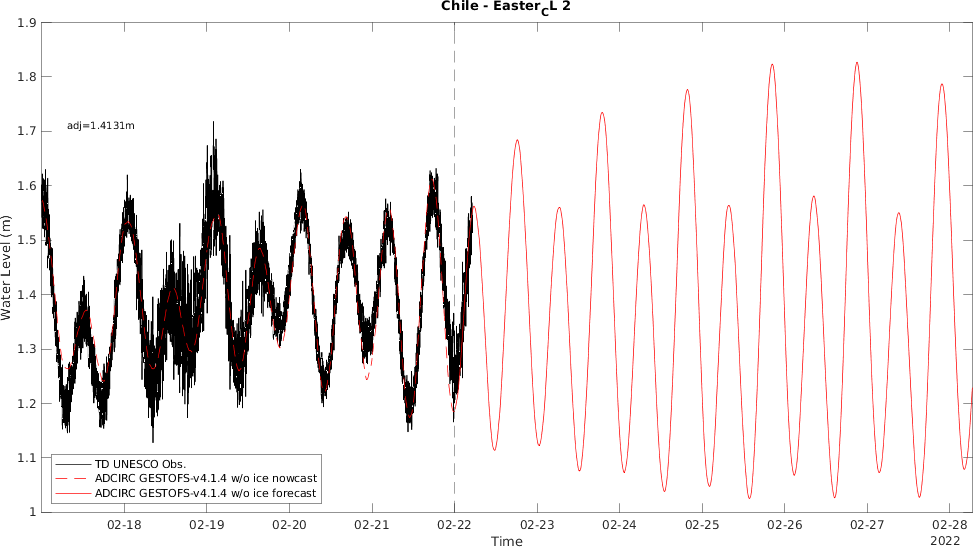 Chile - Easter_CL 2
1.9
1.8
1.7
1.6
1.5
1.4
1.3
1.2
1.1
1
Water Level (m)
adj=1.4131m
TD UNESCO Obs.
ADCIRC GESTOFS-v4.1.4 w/o ice nowcast
ADCIRC GESTOFS-v4.1.4 w/o ice forecast
02-18 02-19 02-20 02-21 02-22 02-23 02-24 02-25 02-26 02-27 02-28
Time 2022